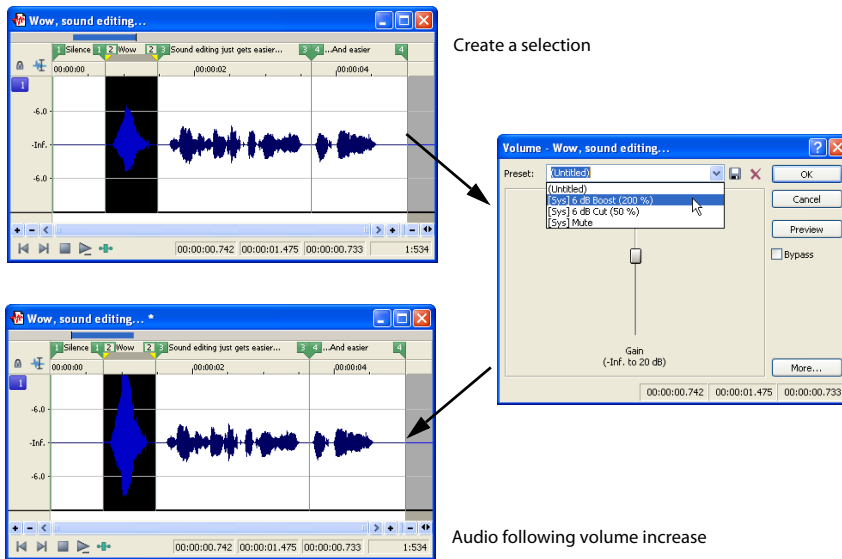 Wow, sound editing...
1 Silence 1 2 Wow 2 3 Sound editing just gets easier... 3 4 ...And easier 4
00:00:00 ,00:00:02 ,00:00:04
1
-6.0
-Inf.
-6.0
00:00:00.742 00:00:01.475 00:00:00.733 1:534
Create a selection
Volume - Wow, sound editing...
Preset: (Untitled)
(Untitled)
[Sys] 6 dB Boost (200 %)
[Sys] 6 dB Cut (50 %)
[Sys] Mute
OK
Cancel
Preview
Bypass
Gain
(-Inf. to 20 dB)
More...
00:00:00.742 00:00:01.475 00:00:00.733
Wow, sound editing... *
1 Silence 1 2 Wow 2 3 Sound editing just gets easier... 3 4 ...And easier 4
00:00:00 ,00:00:02 ,00:00:04
1
-6.0
-Inf.
-6.0
00:00:00.742 00:00:01.475 00:00:00.733 1:534
Audio following volume increase